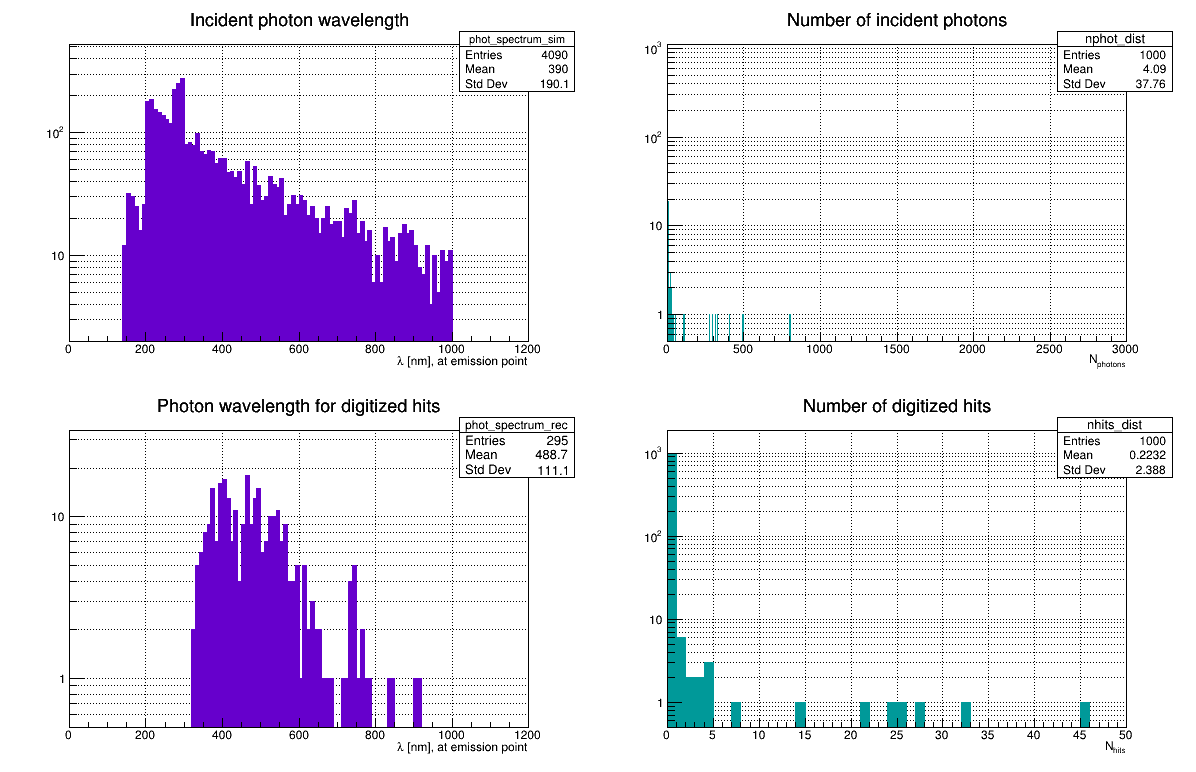 Incident photon wavelength
phot_spectrum_sim
Entries 4090
Mean 390
Std Dev 190.1
10²
10
0 200 400 600 800 1000 1200
λ [nm], at emission point
Number of incident photons
nphot_dist
Entries 1000
Mean 4.09
Std Dev 37.76
10³
10²
10
1
0 500 1000 1500 2000 2500 3000
N_photons
Photon wavelength for digitized hits
phot_spectrum_rec
Entries 295
Mean 488.7
Std Dev 111.1
10
1
0 200 400 600 800 1000 1200
λ [nm], at emission point
Number of digitized hits
nhits_dist
Entries 1000
Mean 0.2232
Std Dev 2.388
10³
10²
10
1
0 5 10 15 20 25 30 35 40 45 50
N_hits